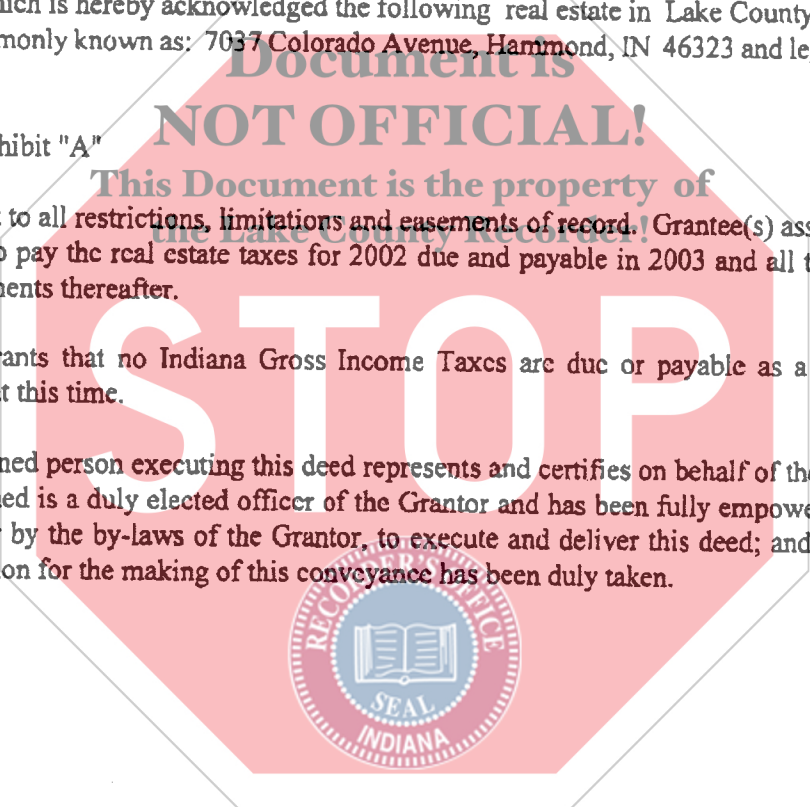 hich is hereby acknowledged the following real estate in Lake County
monly known as: 7037 Colorado Avenue, Hammond, IN 46323 and le
Document is
NOT OFFICIAL!
hibit "A"
This Document is the property of
the Lake County Recorder!
t to all restrictions, limitations and easements of record. Grantee(s) ass
o pay the real estate taxes for 2002 due and payable in 2003 and all t
nents thereafter.
STOP
rants that no Indiana Gross Income Taxes are due or payable as a
t this time.
ned person executing this deed represents and certifies on behalf of the
ed is a duly elected officer of the Grantor and has been fully empowe
by the by-laws of the Grantor, to execute and deliver this deed; and
on for the making of this conveyance has been duly taken.
RECORDER'S OFFICE
SEAL
INDIANA